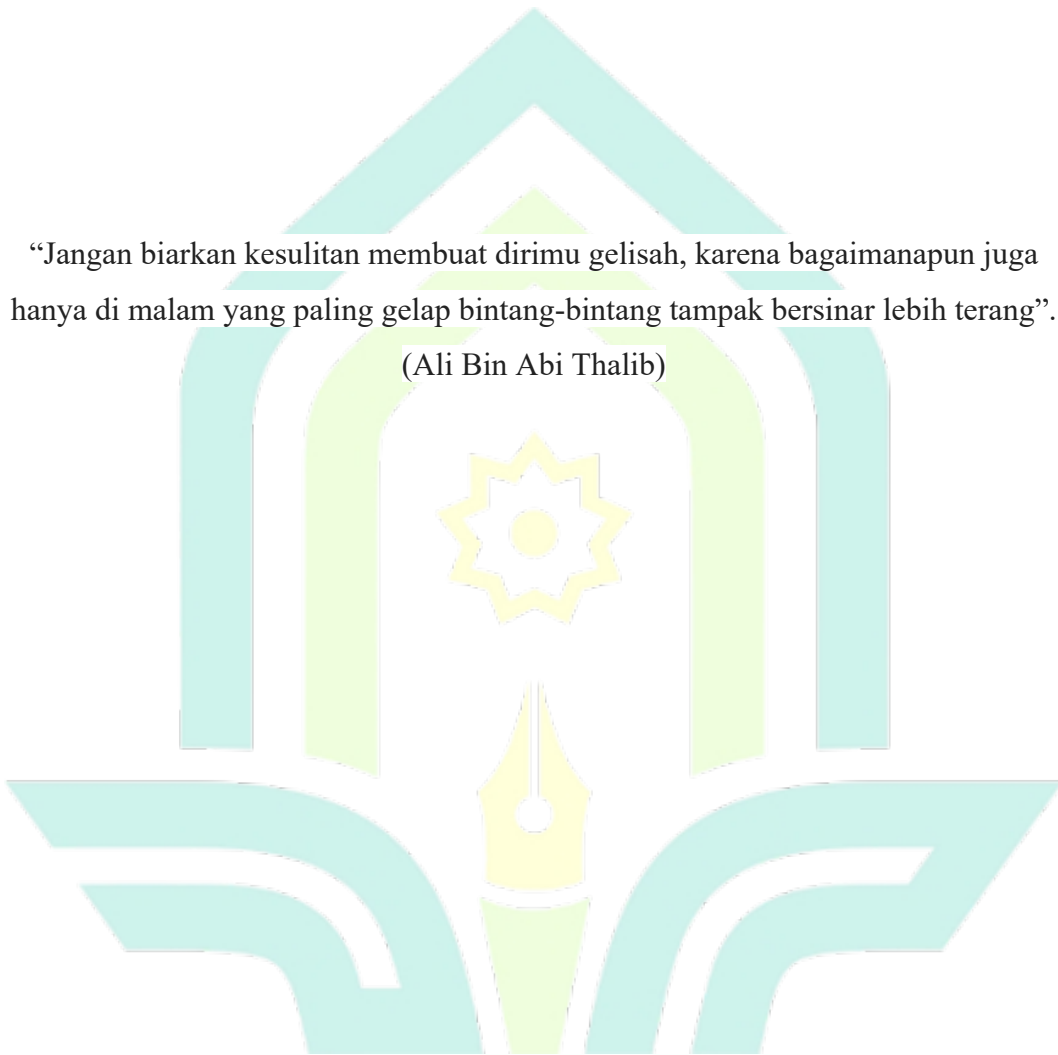 “Jangan biarkan kesulitan membuat dirimu gelisah, karena bagaimanapun juga
hanya di malam yang paling gelap bintang-bintang tampak bersinar lebih terang”.
(Ali Bin Abi Thalib)